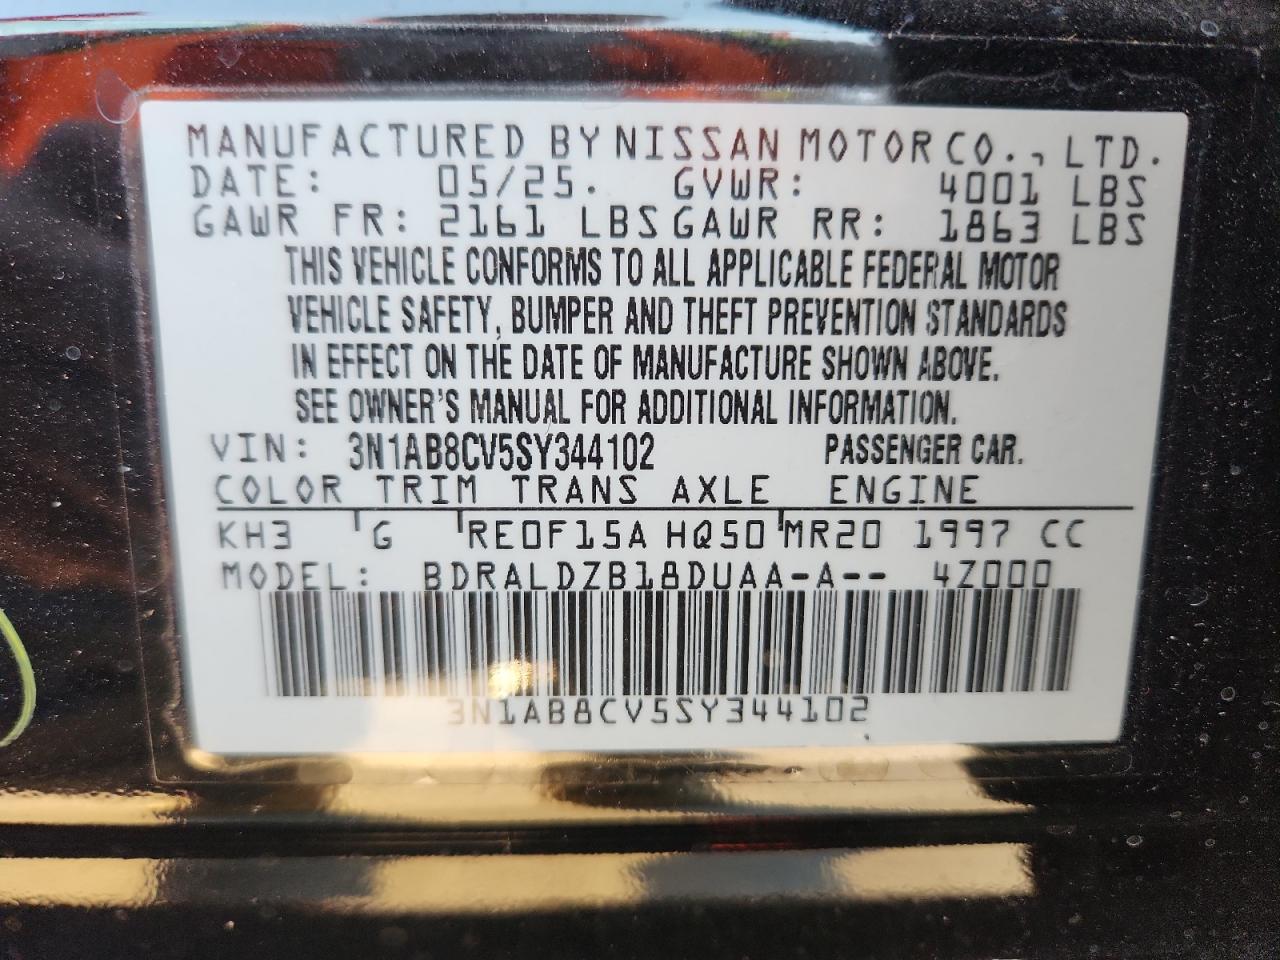 MANUFACTURED BY NISSAN MOTOR CO., LTD.
DATE: 05/25. GVWR: 4001 LBS
GAWR FR: 2161 LBS GAWR RR: 1863 LBS
THIS VEHICLE CONFORMS TO ALL APPLICABLE FEDERAL MOTOR
VEHICLE SAFETY, BUMPER AND THEFT PREVENTION STANDARDS
IN EFFECT ON THE DATE OF MANUFACTURE SHOWN ABOVE.
SEE OWNER'S MANUAL FOR ADDITIONAL INFORMATION.
VIN: 3N1AB8CV5SY344102 PASSENGER CAR.
COLOR TRIM TRANS AXLE ENGINE
KH3 G RE0F15A HQ50 MR20 1997 CC
MODEL: BDRALDZB18DUAA-A-- 4Z000
3N1AB8CV5SY344102